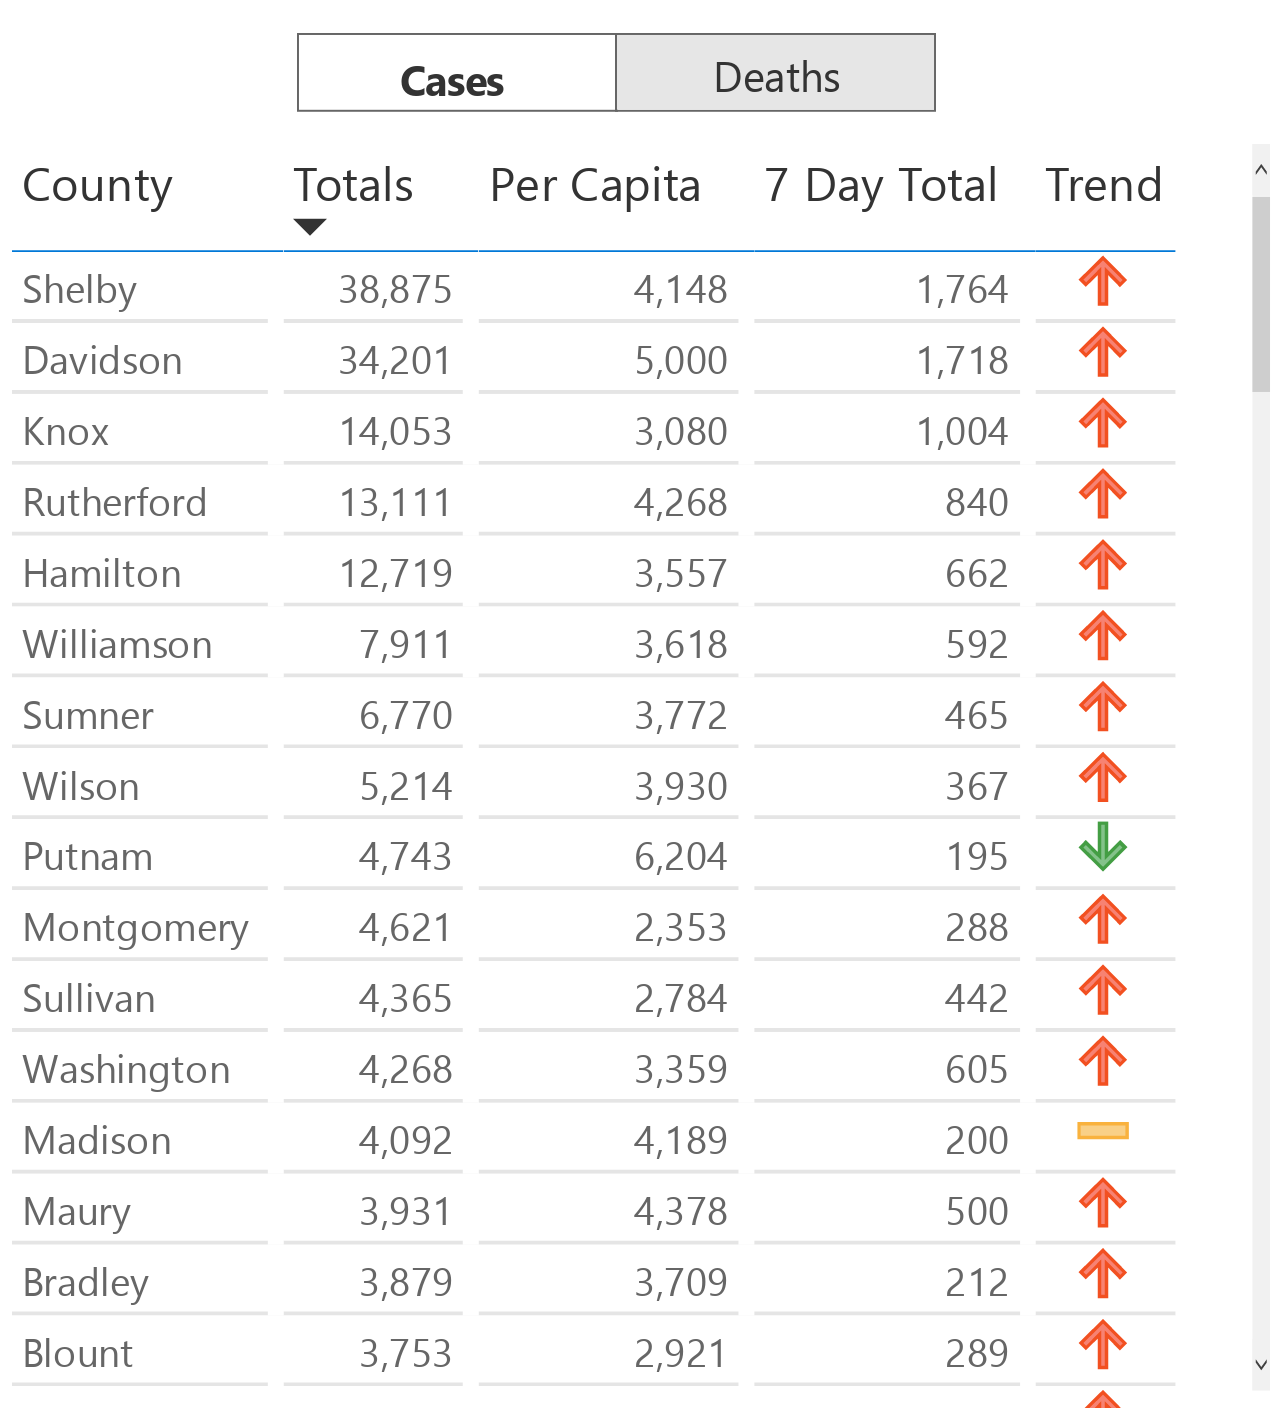 Cases Deaths
County Totals Per Capita 7 Day Total Trend
Shelby 38,875 4,148 1,764
Davidson 34,201 5,000 1,718
Knox 14,053 3,080 1,004
Rutherford 13,111 4,268 840
Hamilton 12,719 3,557 662
Williamson 7,911 3,618 592
Sumner 6,770 3,772 465
Wilson 5,214 3,930 367
Putnam 4,743 6,204 195
Montgomery 4,621 2,353 288
Sullivan 4,365 2,784 442
Washington 4,268 3,359 605
Madison 4,092 4,189 200
Maury 3,931 4,378 500
Bradley 3,879 3,709 212
Blount 3,753 2,921 289